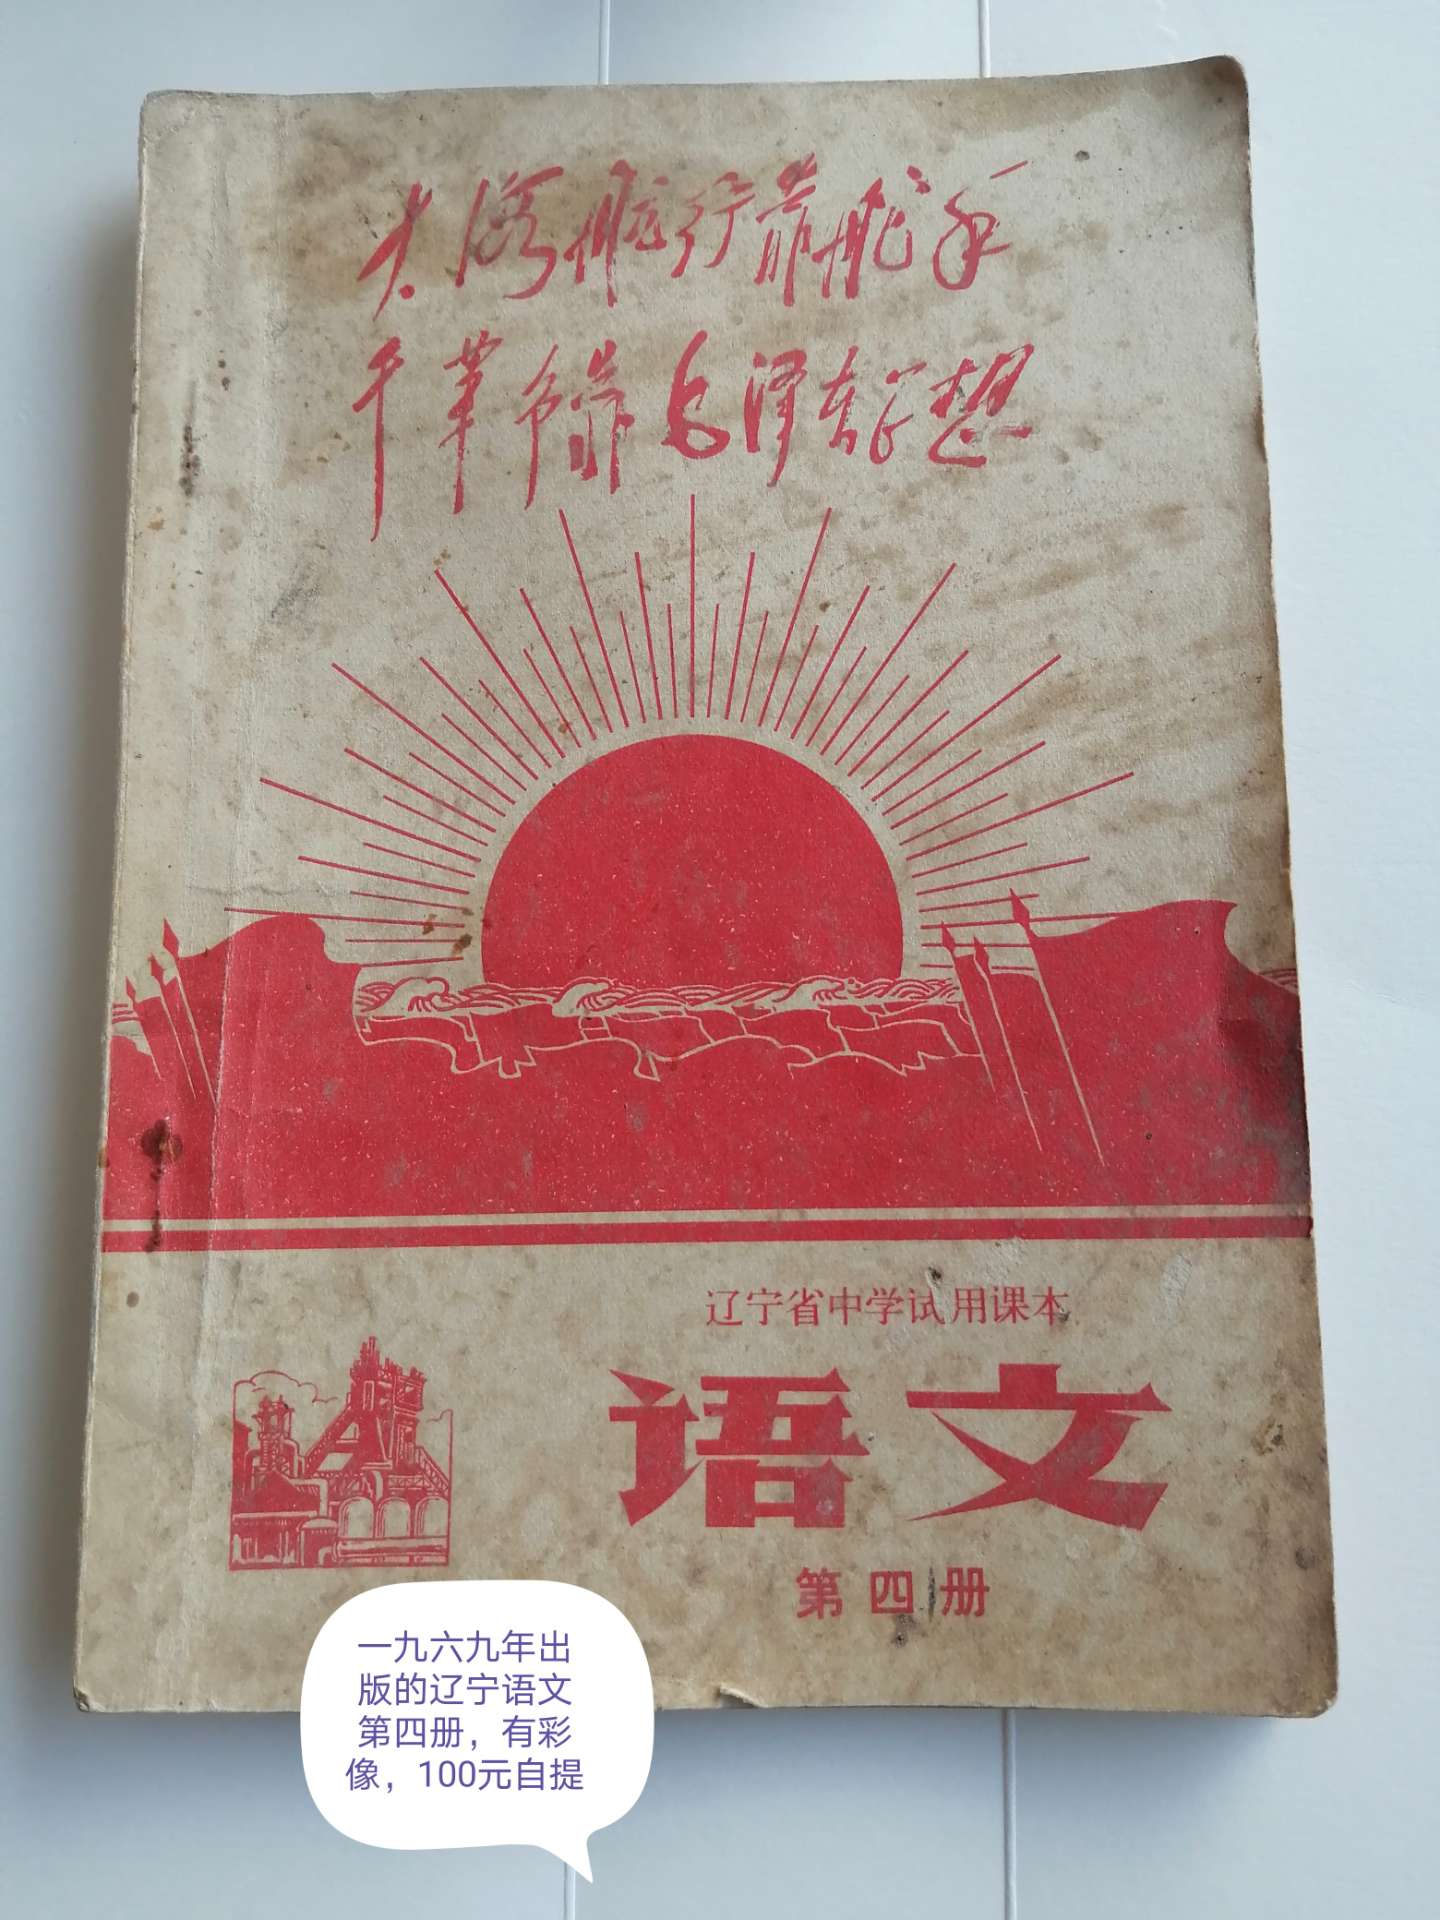 大海航行靠舵手
干革命靠毛泽东思想
辽宁省中学试用课本
语文
第四册
一九六九年出
版的辽宁语文
第四册，有彩
像，100元自提